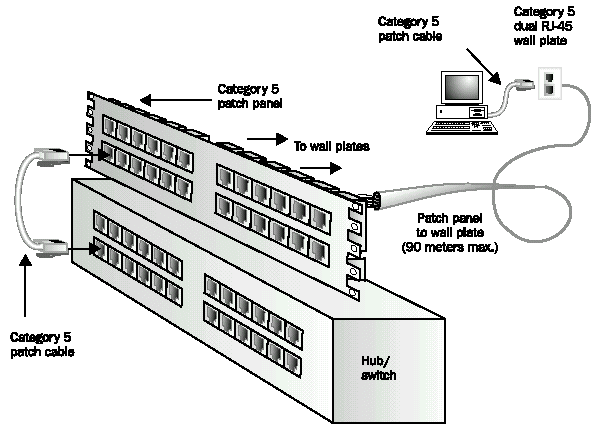 Category 5
patch cable
Category 5
dual RJ-45
wall plate
Category 5
patch panel
To wall plates
Patch panel
to wall plate
(90 meters max.)
Category 5
patch cable
Hub/
switch